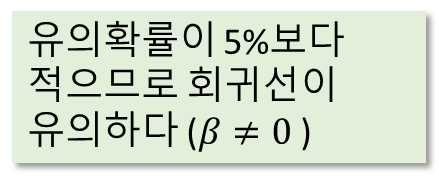 유의확률이 5%보다
적으므로 회귀선이
유의하다 (β ≠ 0 )